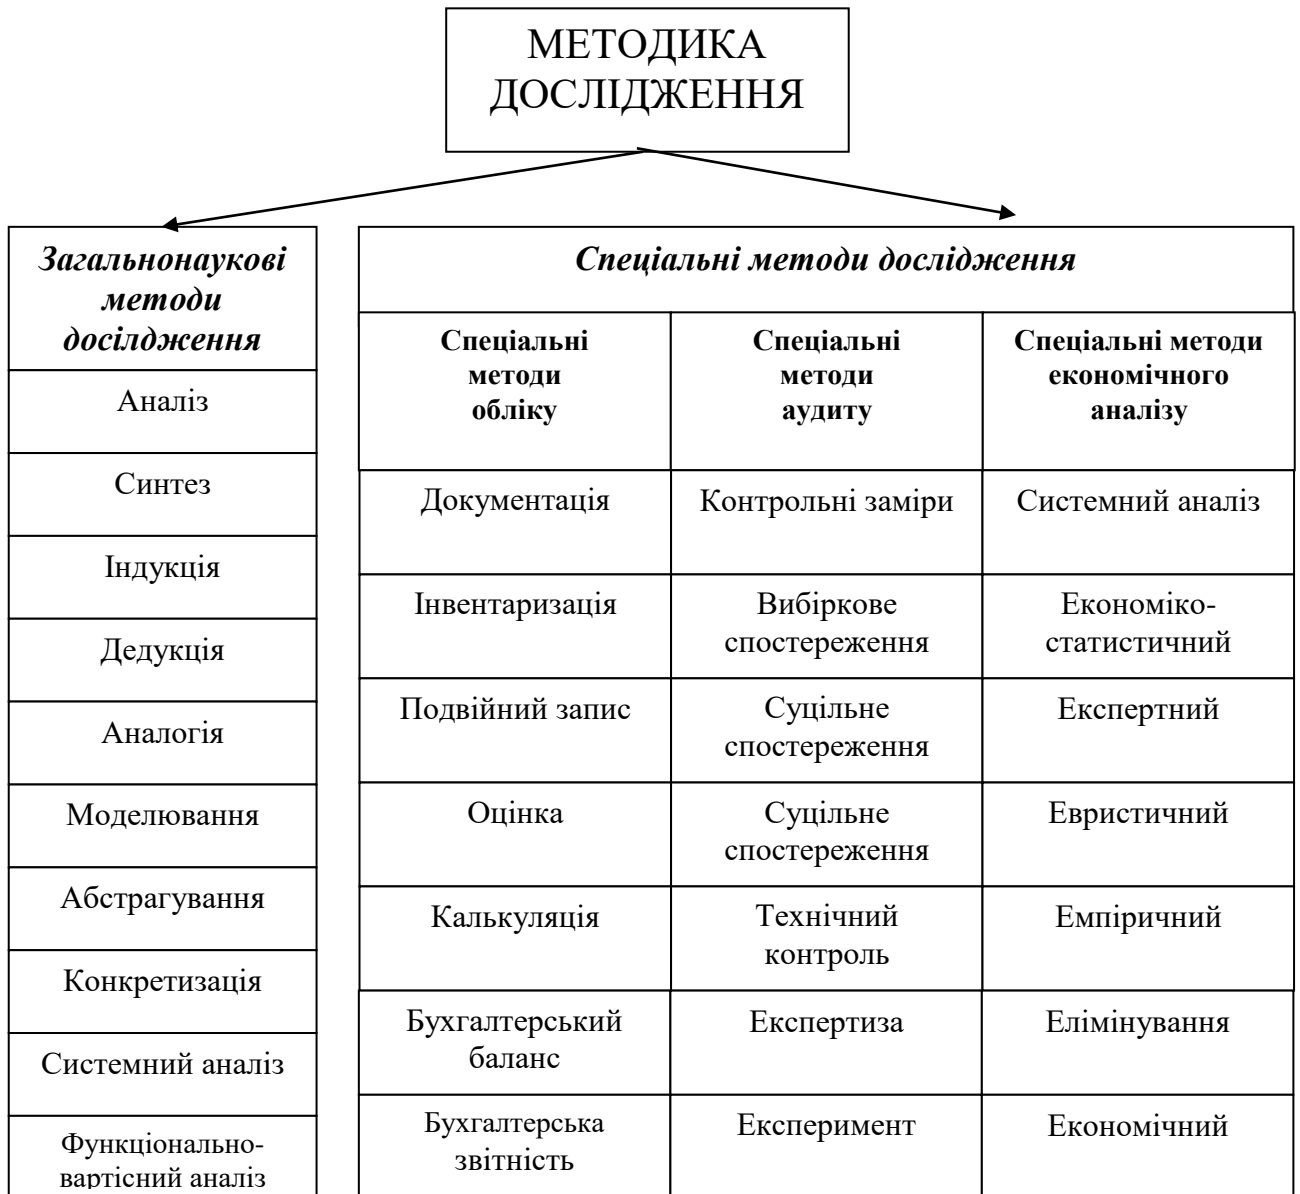 МЕТОДИКА
ДОСЛІДЖЕННЯ
Загальнонаукові
методи
досілдження
Аналіз
Синтез
Індукція
Дедукція
Аналогія
Моделювання
Абстрагування
Конкретизація
Системний аналіз
Функціонально-
вартісний аналіз
Спеціальні методи дослідження
Спеціальні
методи
обліку
Спеціальні
методи
аудиту
Спеціальні методи
економічного
аналізу
Документація
Контрольні заміри
Системний аналіз
Інвентаризація
Вибіркове
спостереження
Економіко-
статистичний
Подвійний запис
Суцільне
спостереження
Експертний
Оцінка
Суцільне
спостереження
Евристичний
Калькуляція
Технічний
контроль
Емпіричний
Бухгалтерський
баланс
Експертиза
Елімінування
Бухгалтерська
звітність
Експеримент
Економічний